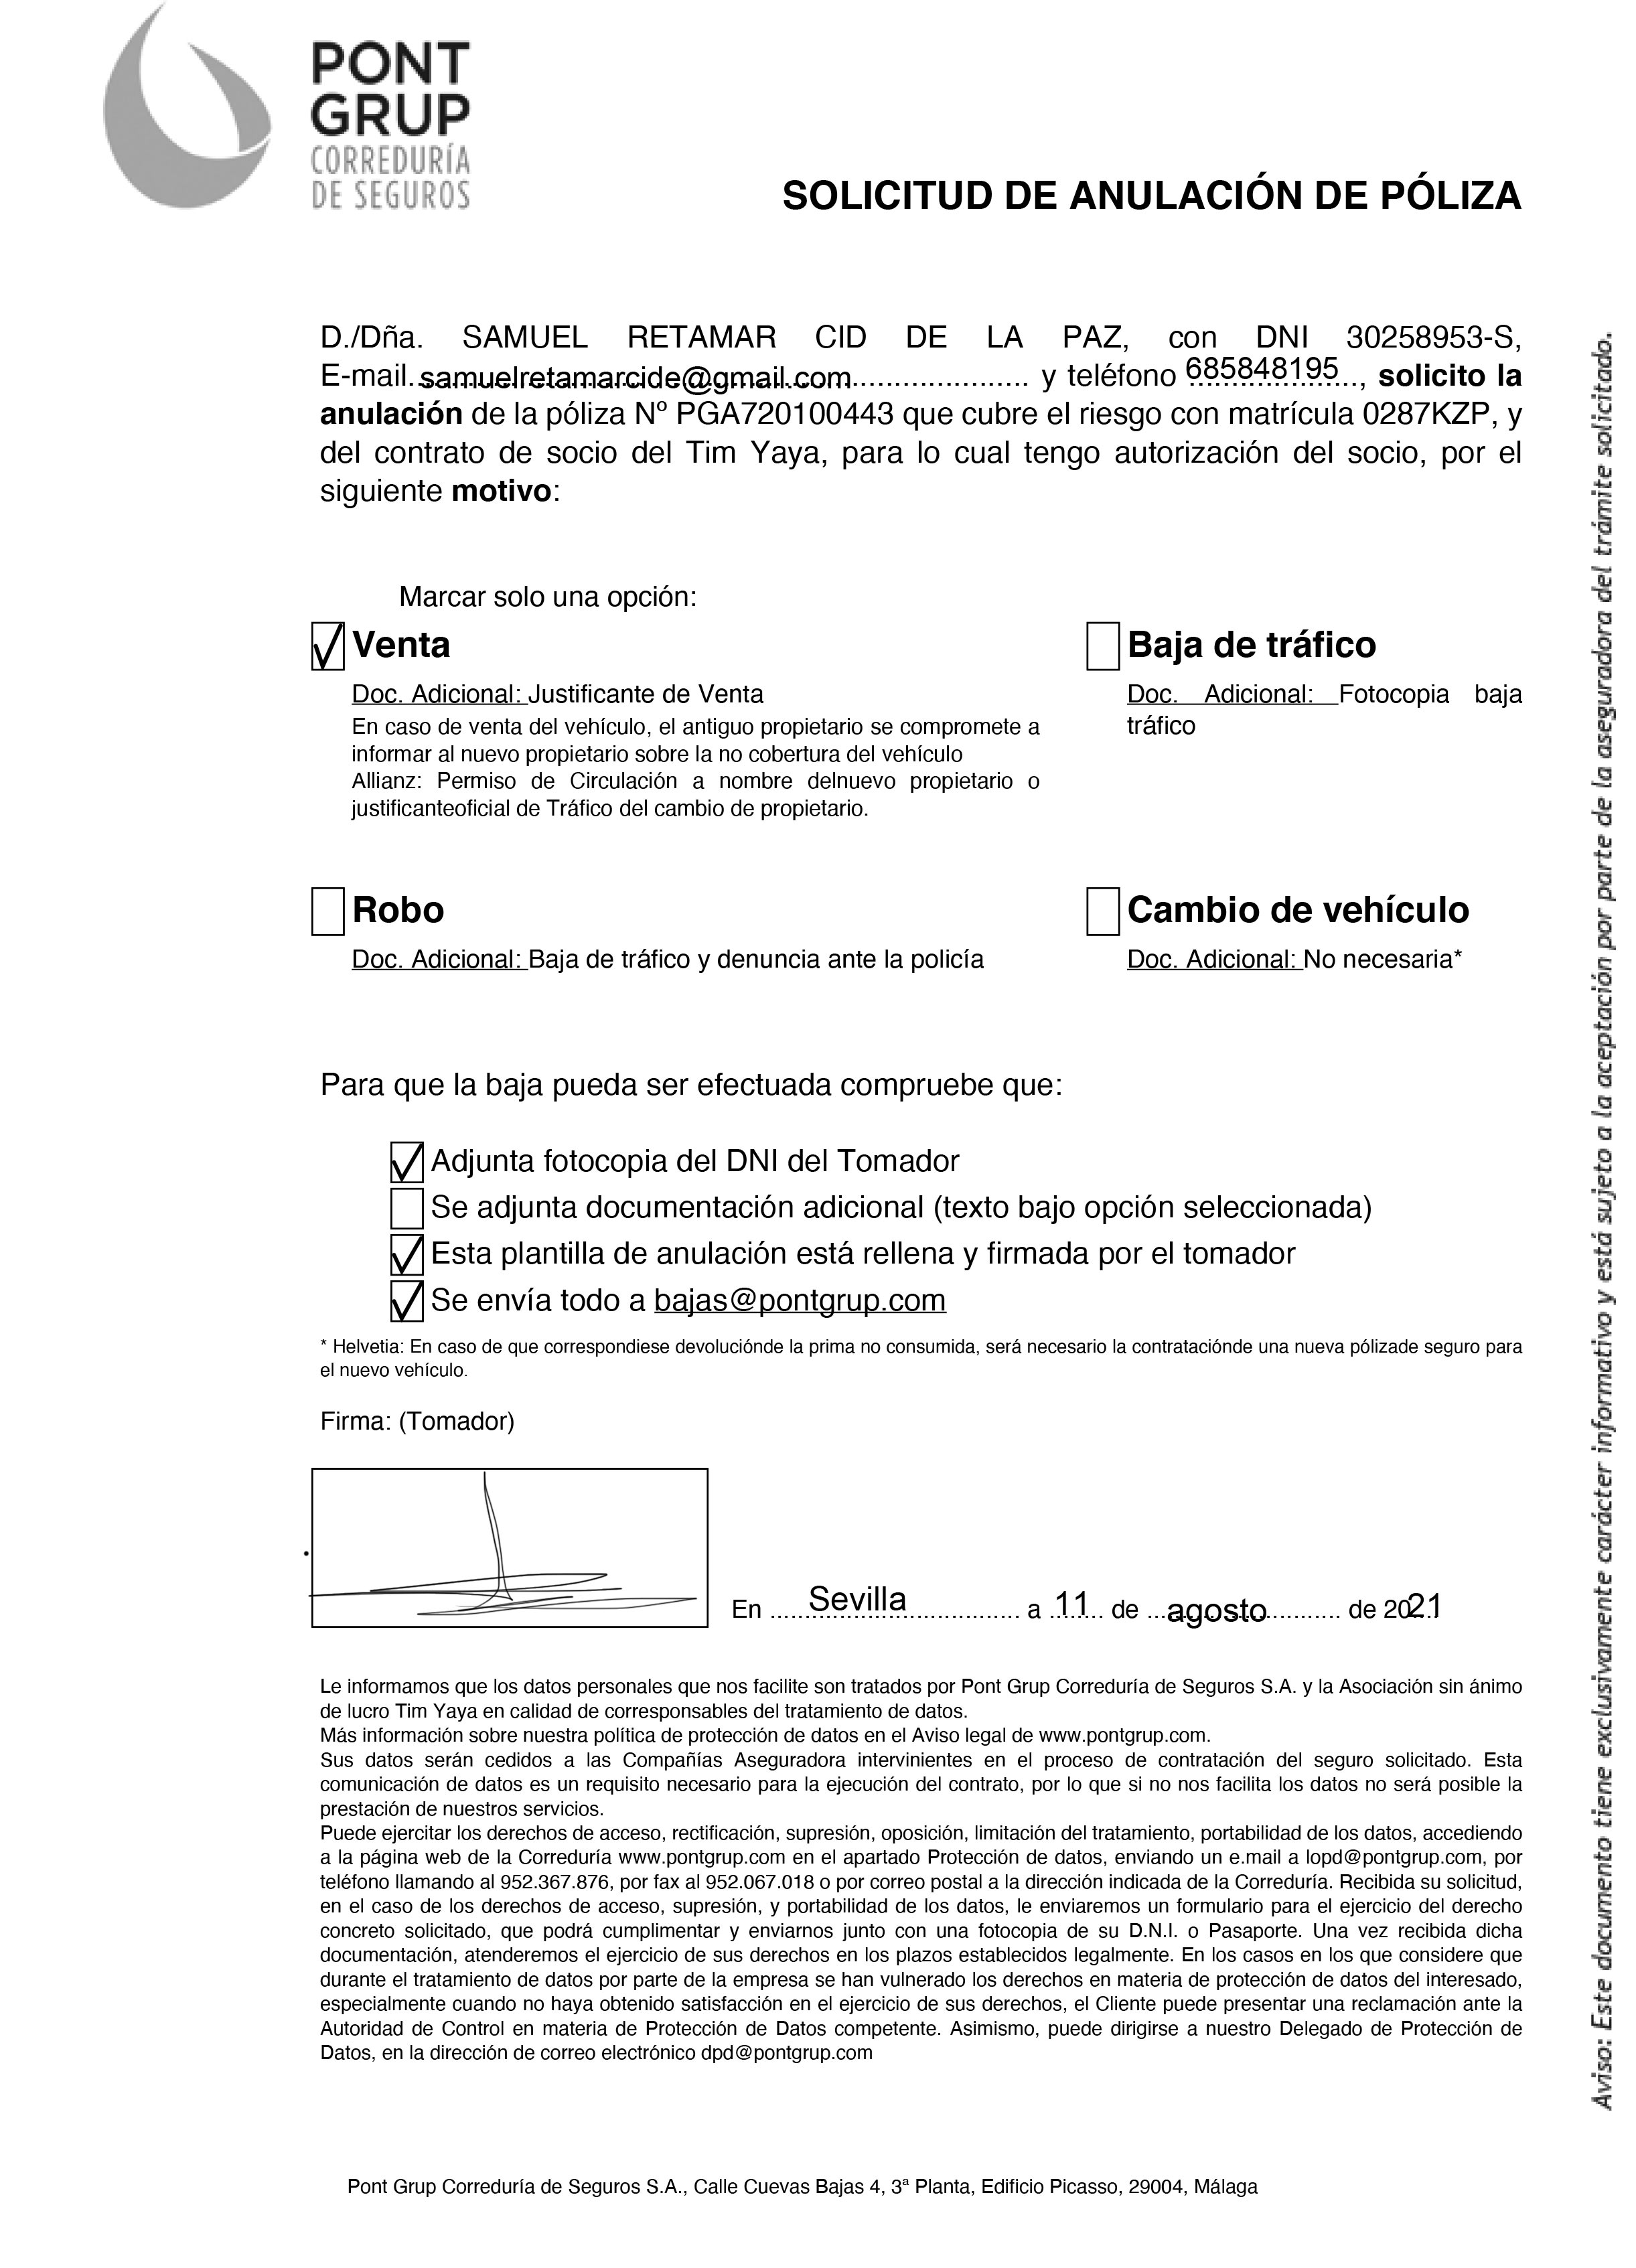 PONT
GRUP
CORREDURÍA
DE SEGUROS
SOLICITUD DE ANULACIÓN DE PÓLIZA
D./Dña. SAMUEL RETAMAR CID DE LA PAZ, con DNI 30258953-S,
E-mail. samuelretamarcide@gmail.com ........................ y teléfono 685848195..., solicito la
anulación de la póliza Nº PGA720100443 que cubre el riesgo con matrícula 0287KZP, y
del contrato de socio del Tim Yaya, para lo cual tengo autorización del socio, por el
siguiente motivo:
Marcar solo una opción:
Venta
Doc. Adicional: Justificante de Venta
En caso de venta del vehículo, el antiguo propietario se compromete a
informar al nuevo propietario sobre la no cobertura del vehículo
Allianz: Permiso de Circulación a nombre delnuevo propietario o
justificanteoficial de Tráfico del cambio de propietario.
Baja de tráfico
Doc. Adicional: Fotocopia baja
tráfico
Robo
Doc. Adicional: Baja de tráfico y denuncia ante la policía
Cambio de vehículo
Doc. Adicional: No necesaria*
Para que la baja pueda ser efectuada compruebe que:
Adjunta fotocopia del DNI del Tomador
Se adjunta documentación adicional (texto bajo opción seleccionada)
Esta plantilla de anulación está rellena y firmada por el tomador
Se envía todo a bajas@pontgrup.com
* Helvetia: En caso de que correspondiese devoluciónde la prima no consumida, será necesario la contrataciónde una nueva pólizade seguro para
el nuevo vehículo.
Firma: (Tomador)
En ..... Sevilla ................ a 11 .. de ... agosto ........... de 2021
Le informamos que los datos personales que nos facilite son tratados por Pont Grup Correduría de Seguros S.A. y la Asociación sin ánimo
de lucro Tim Yaya en calidad de corresponsables del tratamiento de datos.
Más información sobre nuestra política de protección de datos en el Aviso legal de www.pontgrup.com.
Sus datos serán cedidos a las Compañías Aseguradora intervinientes en el proceso de contratación del seguro solicitado. Esta
comunicación de datos es un requisito necesario para la ejecución del contrato, por lo que si no nos facilita los datos no será posible la
prestación de nuestros servicios.
Puede ejercitar los derechos de acceso, rectificación, supresión, oposición, limitación del tratamiento, portabilidad de los datos, accediendo
a la página web de la Correduría www.pontgrup.com en el apartado Protección de datos, enviando un e.mail a lopd@pontgrup.com, por
teléfono llamando al 952.367.876, por fax al 952.067.018 o por correo postal a la dirección indicada de la Correduría. Recibida su solicitud,
en el caso de los derechos de acceso, supresión, y portabilidad de los datos, le enviaremos un formulario para el ejercicio del derecho
concreto solicitado, que podrá cumplimentar y enviarnos junto con una fotocopia de su D.N.I. o Pasaporte. Una vez recibida dicha
documentación, atenderemos el ejercicio de sus derechos en los plazos establecidos legalmente. En los casos en los que considere que
durante el tratamiento de datos por parte de la empresa se han vulnerado los derechos en materia de protección de datos del interesado,
especialmente cuando no haya obtenido satisfacción en el ejercicio de sus derechos, el Cliente puede presentar una reclamación ante la
Autoridad de Control en materia de Protección de Datos competente. Asimismo, puede dirigirse a nuestro Delegado de Protección de
Datos, en la dirección de correo electrónico dpd@pontgrup.com
Pont Grup Correduría de Seguros S.A., Calle Cuevas Bajas 4, 3ª Planta, Edificio Picasso, 29004, Málaga
Aviso: Este documento tiene exclusivamente carácter informativo y está sujeto a la aceptación por parte de la aseguradora del trámite solicitado.